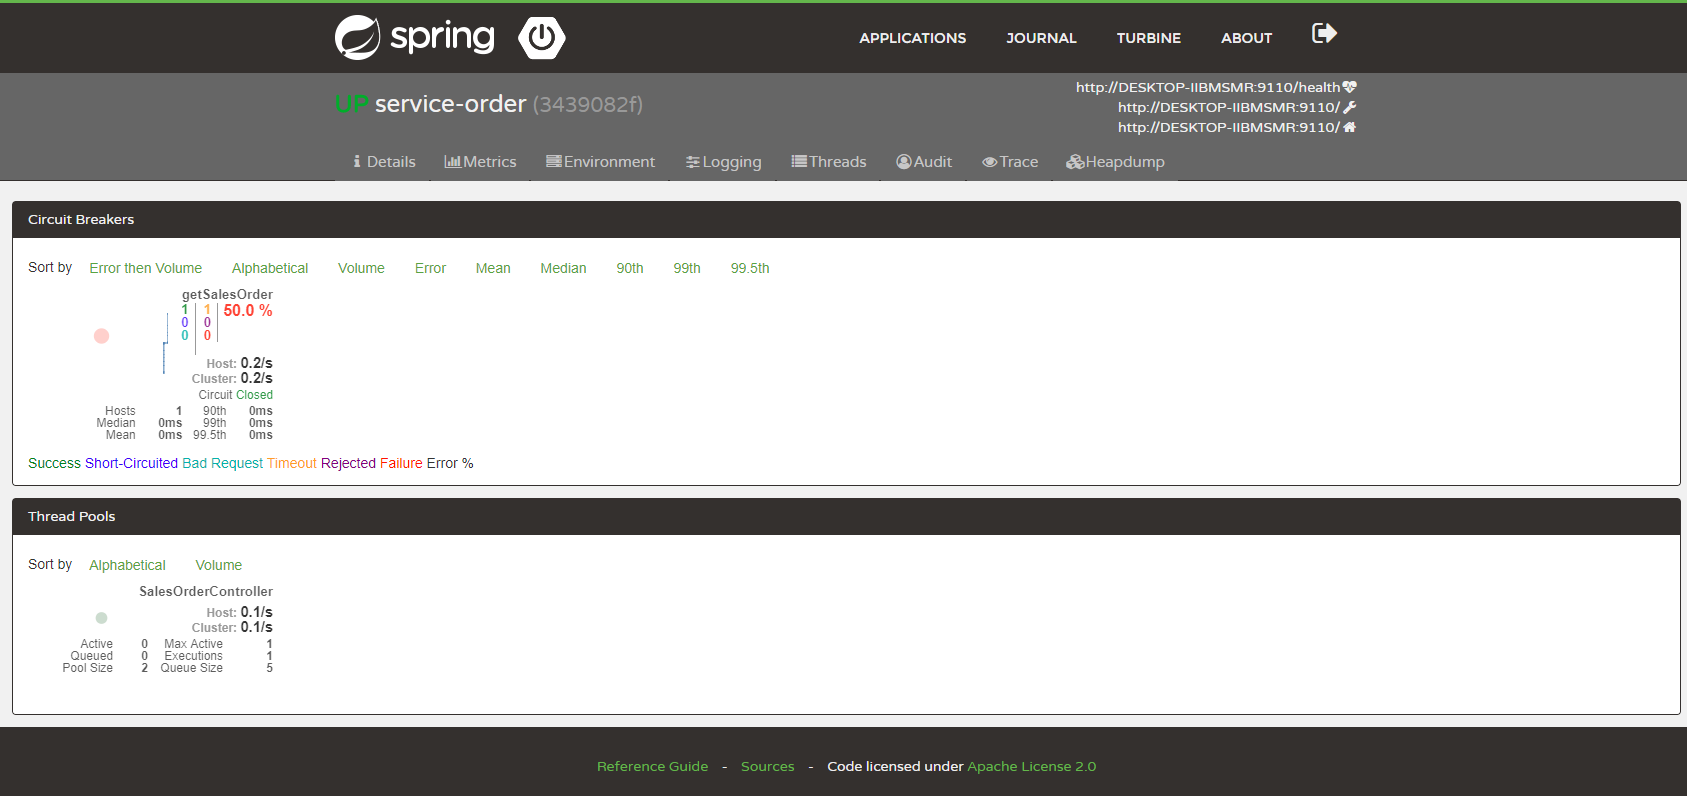 spring
APPLICATIONS JOURNAL TURBINE ABOUT
UP service-order (3439082f)
http://DESKTOP-IIBMSMR:9110/health
http://DESKTOP-IIBMSMR:9110/
http://DESKTOP-IIBMSMR:9110/
Details Metrics Environment Logging Threads Audit Trace Heapdump
Circuit Breakers
Sort by Error then Volume Alphabetical Volume Error Mean Median 90th 99th 99.5th
getSalesOrder
1 1 50.0 %
0 0
0 0
Host: 0.2/s
Cluster: 0.2/s
Circuit Closed
Hosts 1 90th 0ms
Median 0ms 99th 0ms
Mean 0ms 99.5th 0ms
Success Short-Circuited Bad Request Timeout Rejected Failure Error %
Thread Pools
Sort by Alphabetical Volume
SalesOrderController
Host: 0.1/s
Cluster: 0.1/s
Active 0 Max Active 1
Queued 0 Executions 1
Pool Size 2 Queue Size 5
Reference Guide - Sources - Code licensed under Apache License 2.0